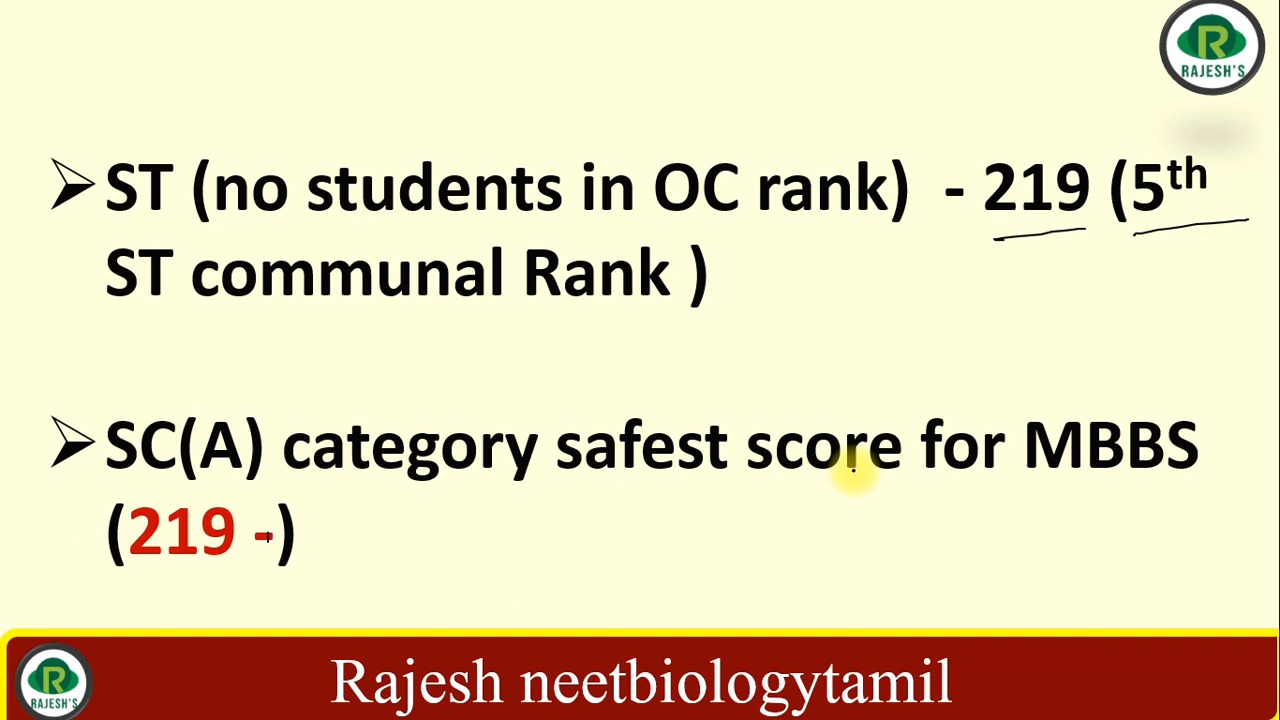 R
RAJESH'S
➢ST (no students in OC rank) - 219 (5th
ST communal Rank )
➢SC(A) category safest score for MBBS
(219 -)
R
RAJESH'S
Rajesh neetbiologytamil